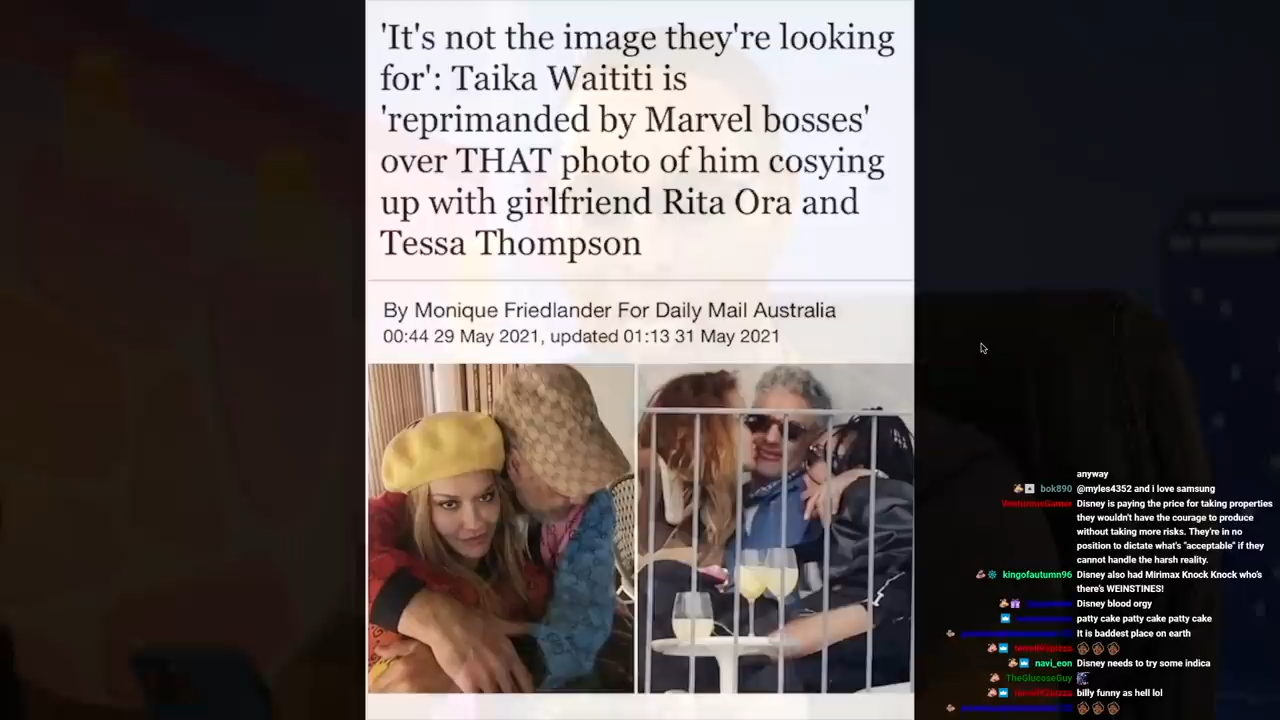 'It's not the image they're looking
for': Taika Waititi is
'reprimanded by Marvel bosses'
over THAT photo of him cosying
up with girlfriend Rita Ora and
Tessa Thompson
By Monique Friedlander For Daily Mail Australia
00:44 29 May 2021, updated 01:13 31 May 2021
anyway
bok890 @myles4352 and i love samsung
Disney is paying the price for taking properties
they wouldn't have the courage to produce
without taking more risks. They're in no
position to dictate what's "acceptable" if they
cannot handle the harsh reality.
kingofautumn96 Disney also had Mirimax Knock Knock who's
there's WEINSTINES!
Disney blood orgy
patty cake patty cake patty cake
It is baddest place on earth
navi_eon Disney needs to try some indica
TheGlucoseGuy
billy funny as hell lol